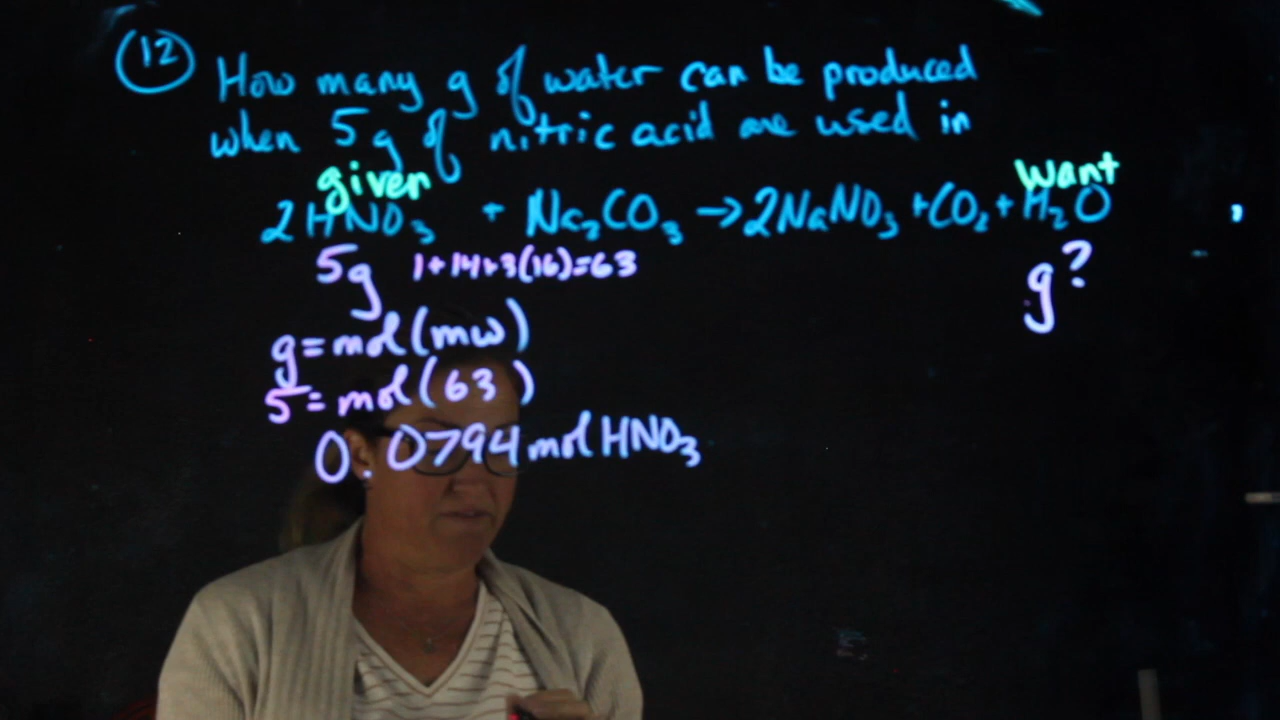 12 How many g of water can be produced
when 5g of nitric acid are used in
given want
2HNO₃ + Na₂CO₃ → 2NaNO₃ + CO₂ + H₂O
5g 1+14+3(16)=63 g?
g = mol (mw)
5 = mol (63)
0.0794 mol HNO₃